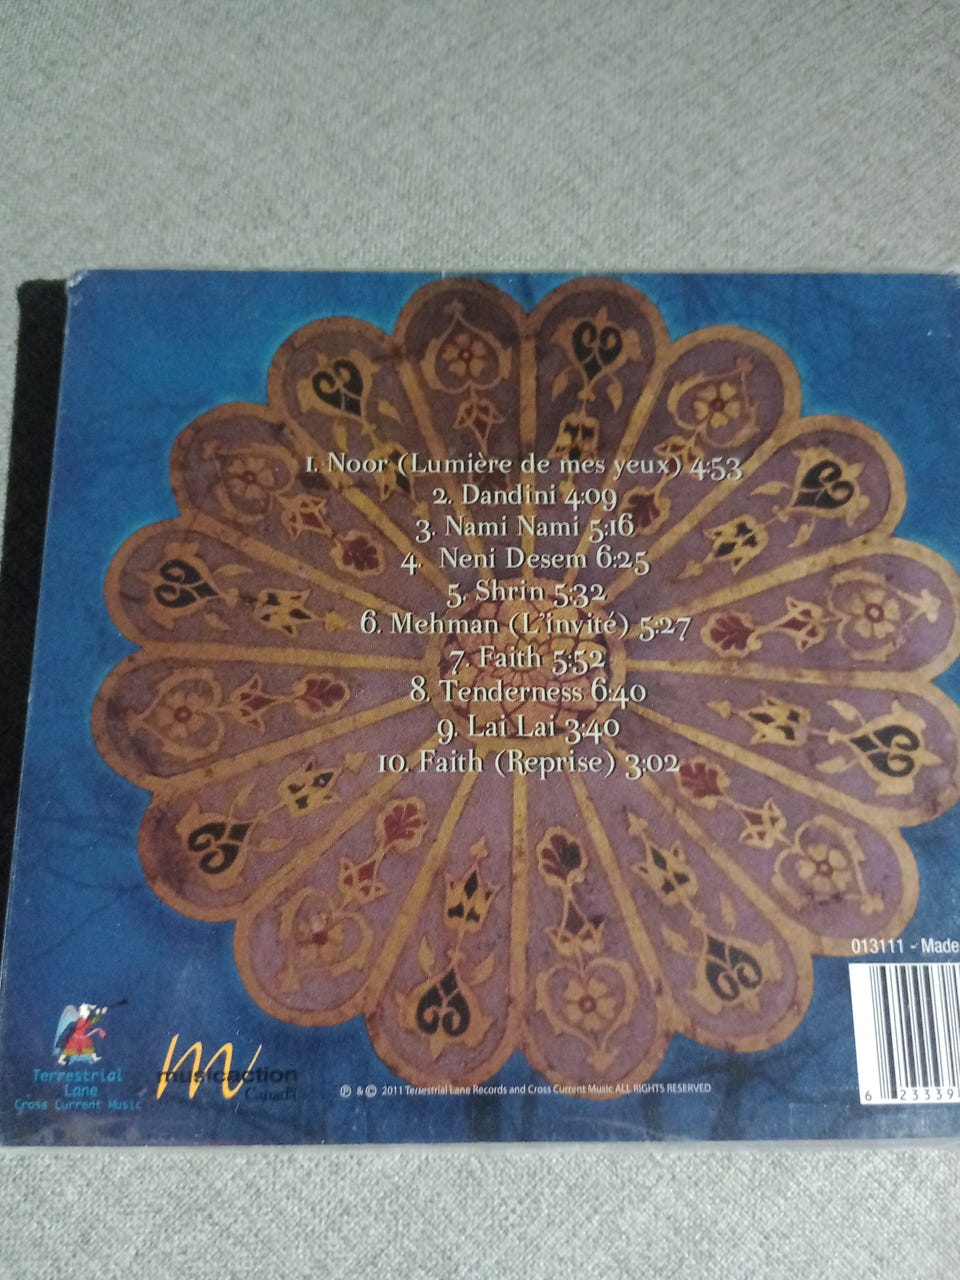 1. Noor (Lumière de mes yeux) 4:53
2. Dandini 4:09
3. Nami Nami 5:16
4. Neni Desem 6:25
5. Shrin 5:32
6. Mehman (L'invité) 5:27
7. Faith 5:52
8. Tenderness 6:40
9. Lai Lai 3:40
10. Faith (Reprise) 3:02
013111 - Made
6 23339
Terrestrial
Lane
Cross Current Music
m
musicaction
Canada
℗ & © 2011 Terrestrial Lane Records and Cross Current Music ALL RIGHTS RESERVED